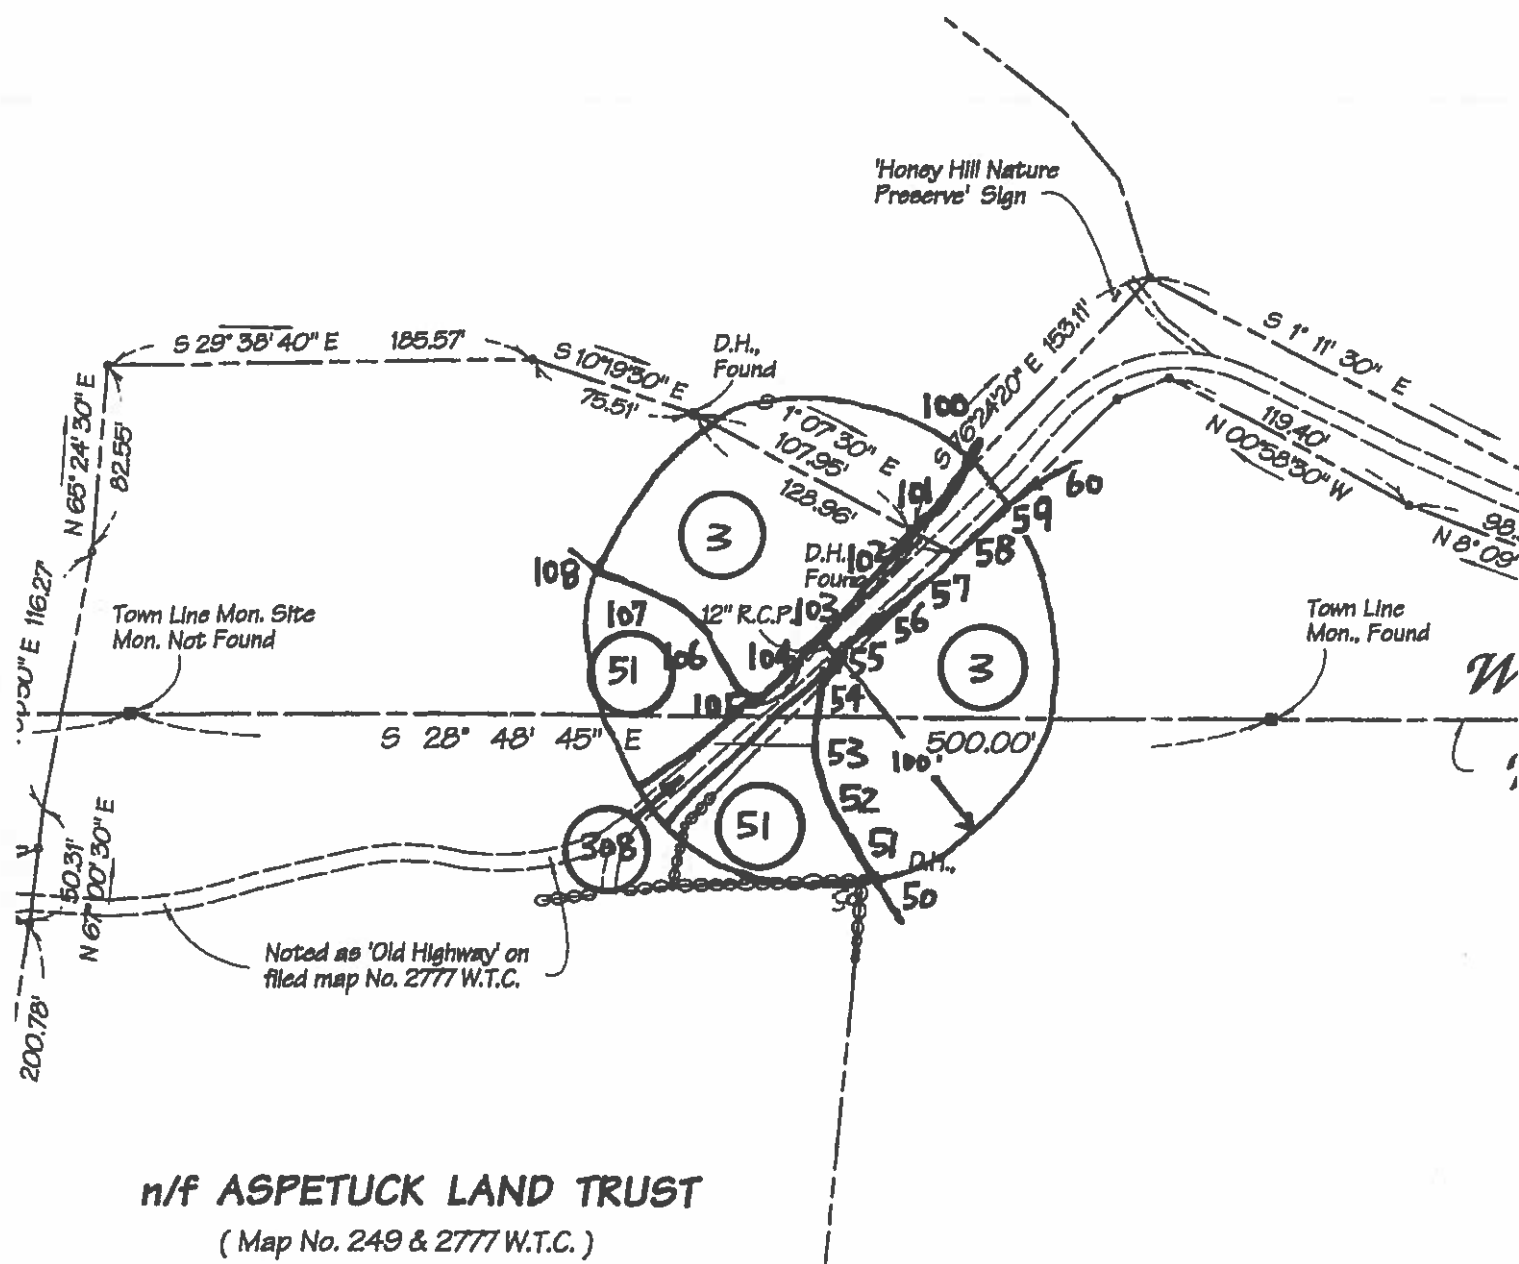 'Honey Hill Nature
Preserve' Sign
S 29° 38' 40" E 185.57'
S 10°19'30" E
75.51'
D.H.,
Found
S 1° 07' 30" E
107.95'
128.96'
100
S 76°24'20" E 153.11'
S 1° 11' 30" E
119.40'
N 00°58'30" W
98.
N 8° 09'
N 65° 24' 30" E
82.55'
101
60
59
58
3
D.H.
Found
102
57
108
107
12" R.C.P.
103
56
55
51
106
104
3
54
105
Town Line Mon. Site
Mon. Not Found
Town Line
Mon., Found
E 116.27'
W
S 28° 48' 45" E
500.00'
53
100'
52
51
51
308
D.H.,
50
50.31'
N 67° 00' 30" E
Noted as 'Old Highway' on
filed map No. 2777 W.T.C.
200.78'
n/f ASPETUCK LAND TRUST
( Map No. 249 & 2777 W.T.C. )